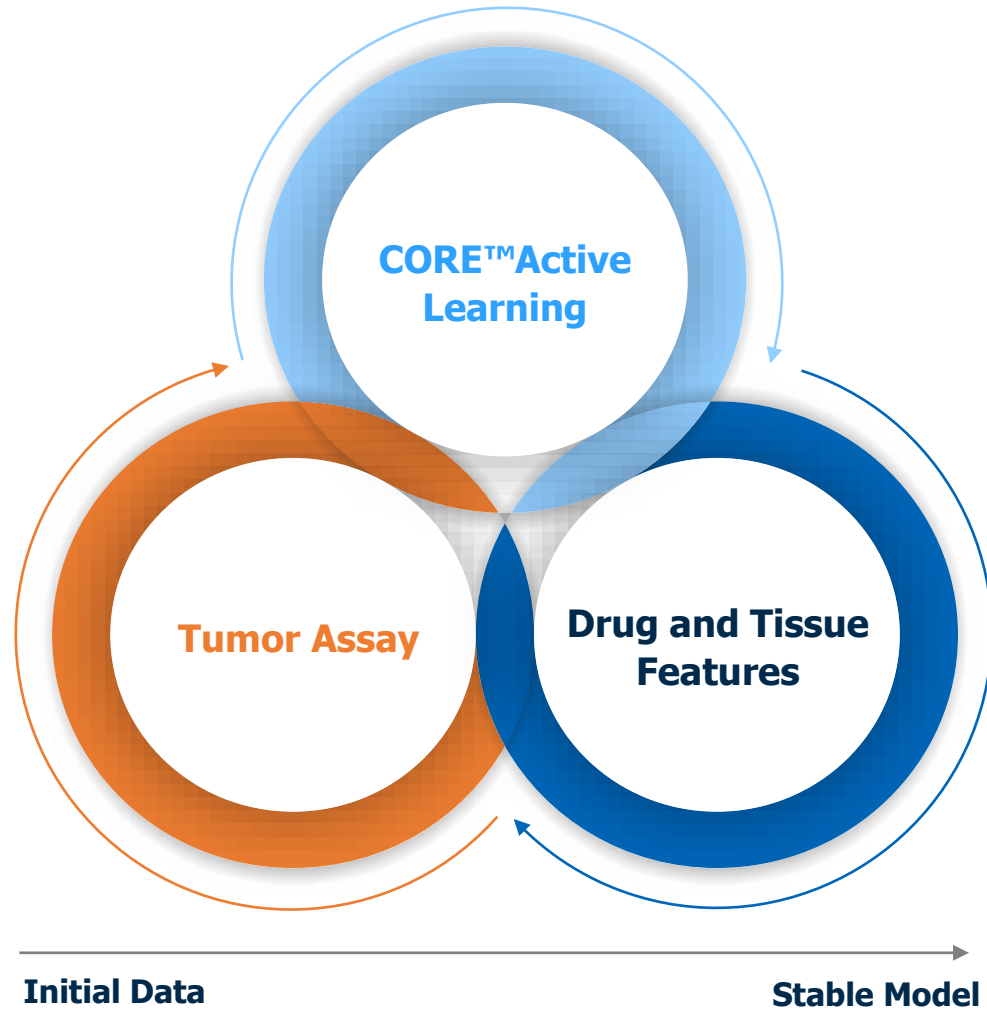 CORE™Active
Learning
Tumor Assay
Drug and Tissue
Features
Initial Data
Stable Model